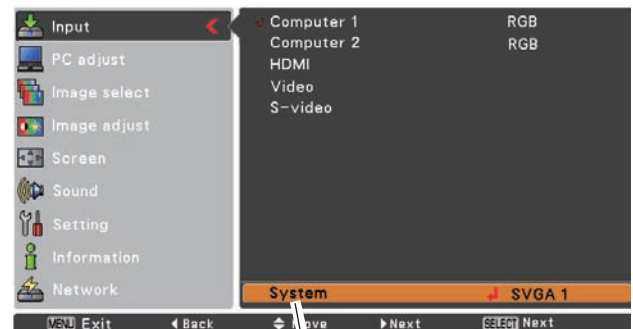 Input
PC adjust
Image select
Image adjust
Screen
Sound
Setting
Information
Network
Computer 1 RGB
Computer 2 RGB
HDMI
Video
S-video
System SVGA 1
MENU Exit Back Move Next SELECT Next